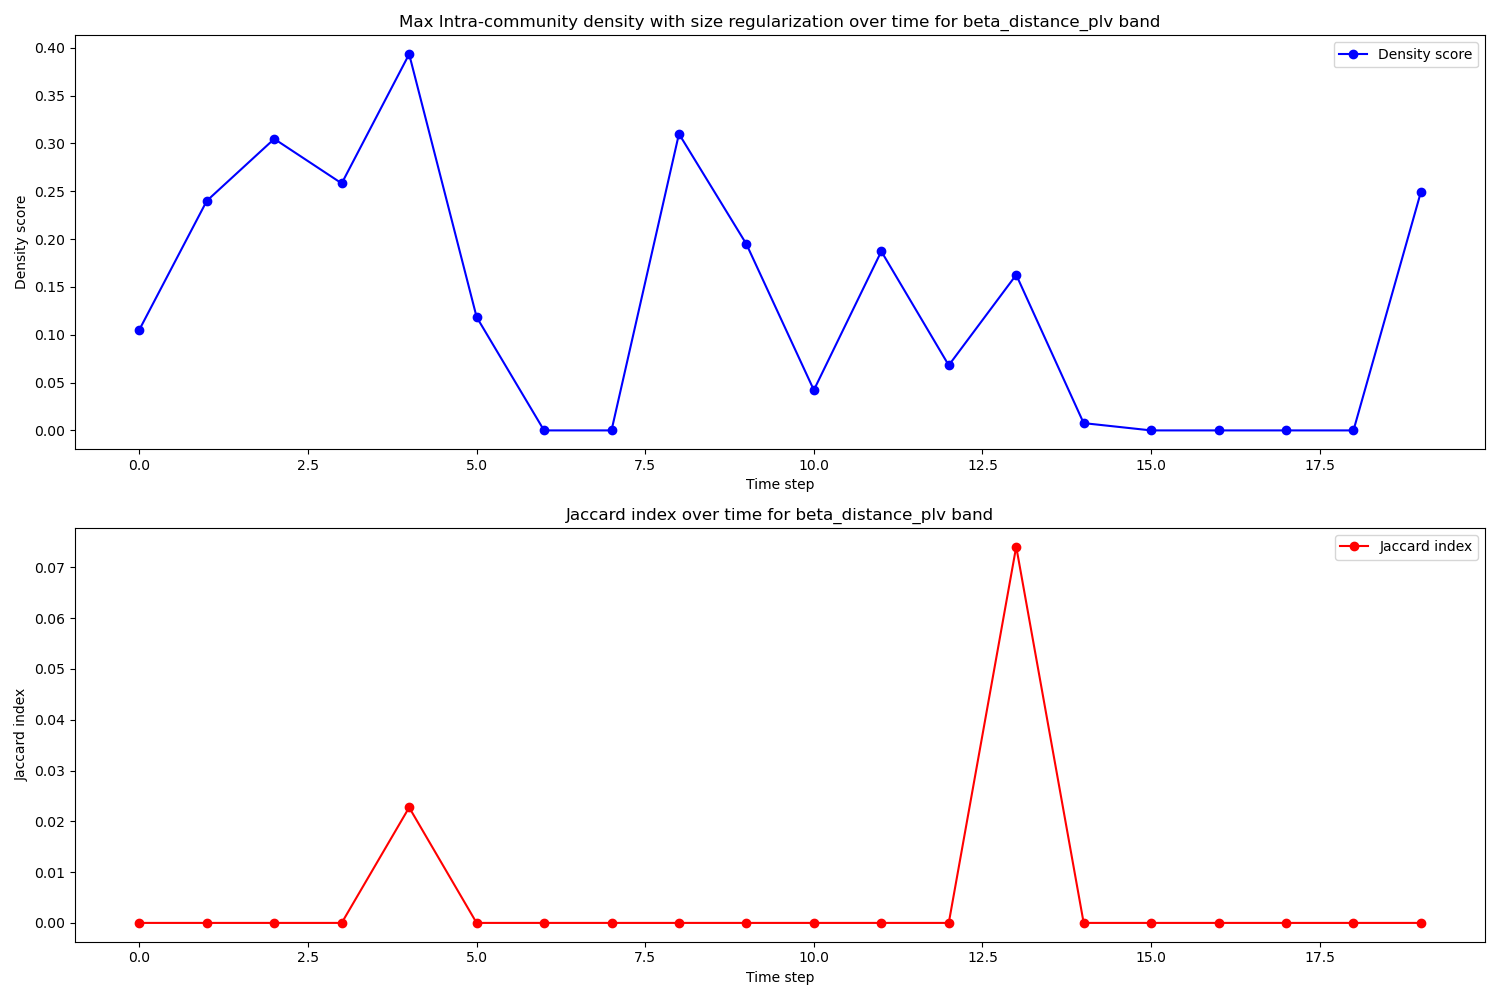 Max Intra-community density with size regularization over time for beta_distance_plv band
Density score
0.40
0.35
0.30
0.25
0.20
0.15
0.10
0.05
0.00
Density score
0.0 2.5 5.0 7.5 10.0 12.5 15.0 17.5
Time step
Jaccard index over time for beta_distance_plv band
Jaccard index
0.07
0.06
0.05
0.04
0.03
0.02
0.01
0.00
Jaccard index
0.0 2.5 5.0 7.5 10.0 12.5 15.0 17.5
Time step